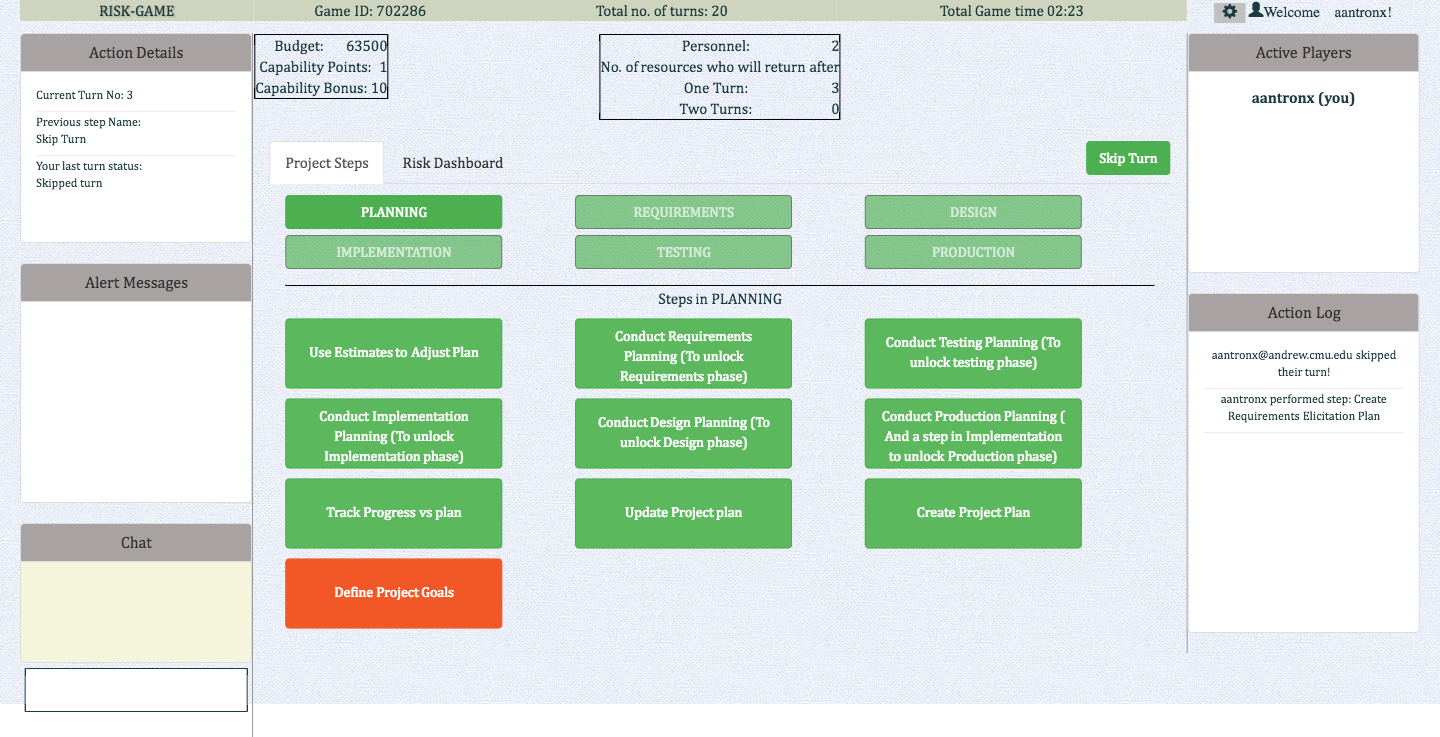 RISK-GAME
Game ID: 702286
Total no. of turns: 20
Total Game time 02:23
Welcome aantronx!
Action Details
Current Turn No: 3
Previous step Name:
Skip Turn
Your last turn status:
Skipped turn
Alert Messages
Chat
Budget: 63500
Capability Points: 1
Capability Bonus: 10
Personnel: 2
No. of resources who will return after
One Turn: 3
Two Turns: 0
Project Steps
Risk Dashboard
Skip Turn
PLANNING
REQUIREMENTS
DESIGN
IMPLEMENTATION
TESTING
PRODUCTION
Steps in PLANNING
Use Estimates to Adjust Plan
Conduct Requirements
Planning (To unlock
Requirements phase)
Conduct Testing Planning (To
unlock testing phase)
Conduct Implementation
Planning (To unlock
Implementation phase)
Conduct Design Planning (To
unlock Design phase)
Conduct Production Planning (
And a step in Implementation
to unlock Production phase)
Track Progress vs plan
Update Project plan
Create Project Plan
Define Project Goals
Active Players
aantronx (you)
Action Log
aantronx@andrew.cmu.edu skipped
their turn!
aantronx performed step: Create
Requirements Elicitation Plan